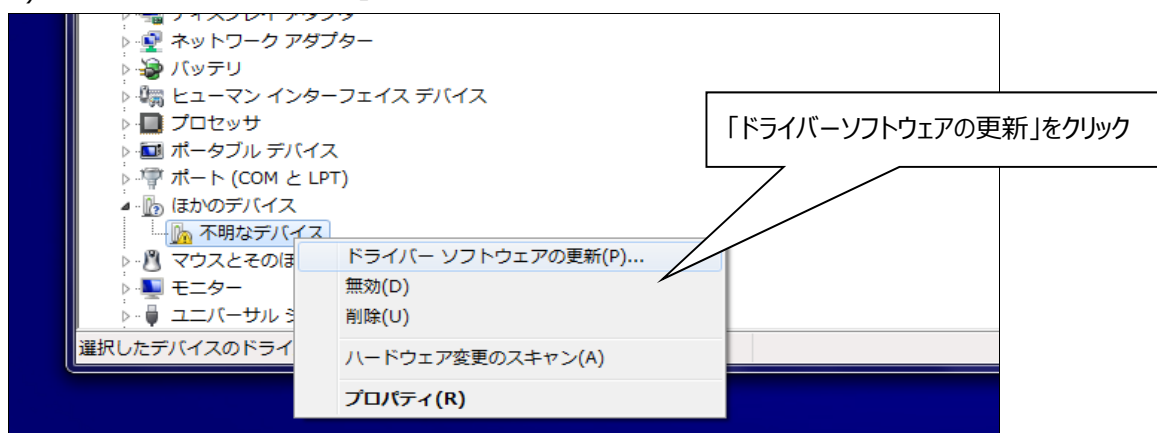 ディスプレイ アダプター
ネットワーク アダプター
バッテリ
ヒューマン インターフェイス デバイス
プロセッサ
ポータブル デバイス
ポート (COM と LPT)
ほかのデバイス
不明なデバイス
マウスとそのほ
モニター
ユニバーサル シ
選択したデバイスのドライ
ドライバー ソフトウェアの更新(P)...
無効(D)
削除(U)
ハードウェア変更のスキャン(A)
プロパティ(R)
「ドライバーソフトウェアの更新」をクリック